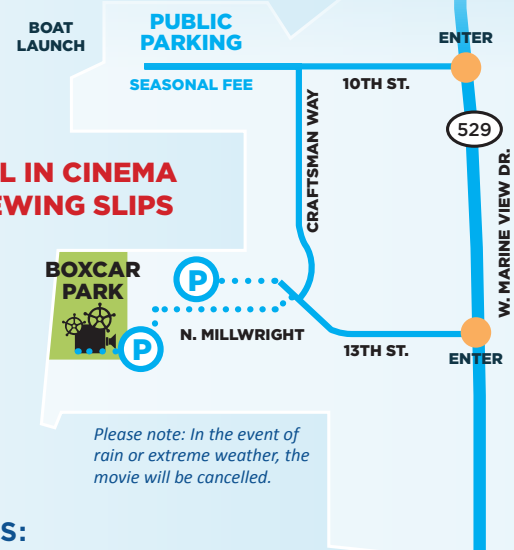 BOAT
LAUNCH
PUBLIC
PARKING
SEASONAL FEE
ENTER
10TH ST.
529
CRAFTSMAN WAY
W. MARINE VIEW DR.
L IN CINEMA
EWING SLIPS
BOXCAR
PARK
P
P
N. MILLWRIGHT
13TH ST.
ENTER
Please note: In the event of
rain or extreme weather, the
movie will be cancelled.
S: